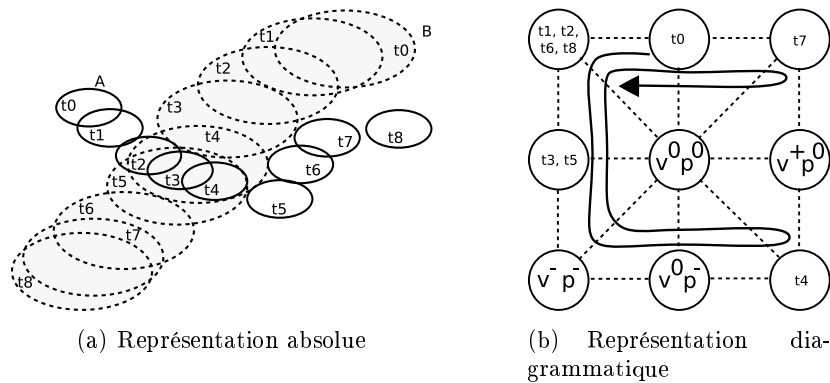 t1
B
t0
t2
A
t0
t3
t1
t4
t7
t8
t2
t6
t3
t5
t4
t5
t6
t7
t8
t1, t2,
t6, t8
t0
t7
t3, t5
v⁰p⁰
v⁺p⁰
v⁻p⁻
v⁰p⁻
t4
(a) Représentation absolue
(b) Représentation dia-
grammatique